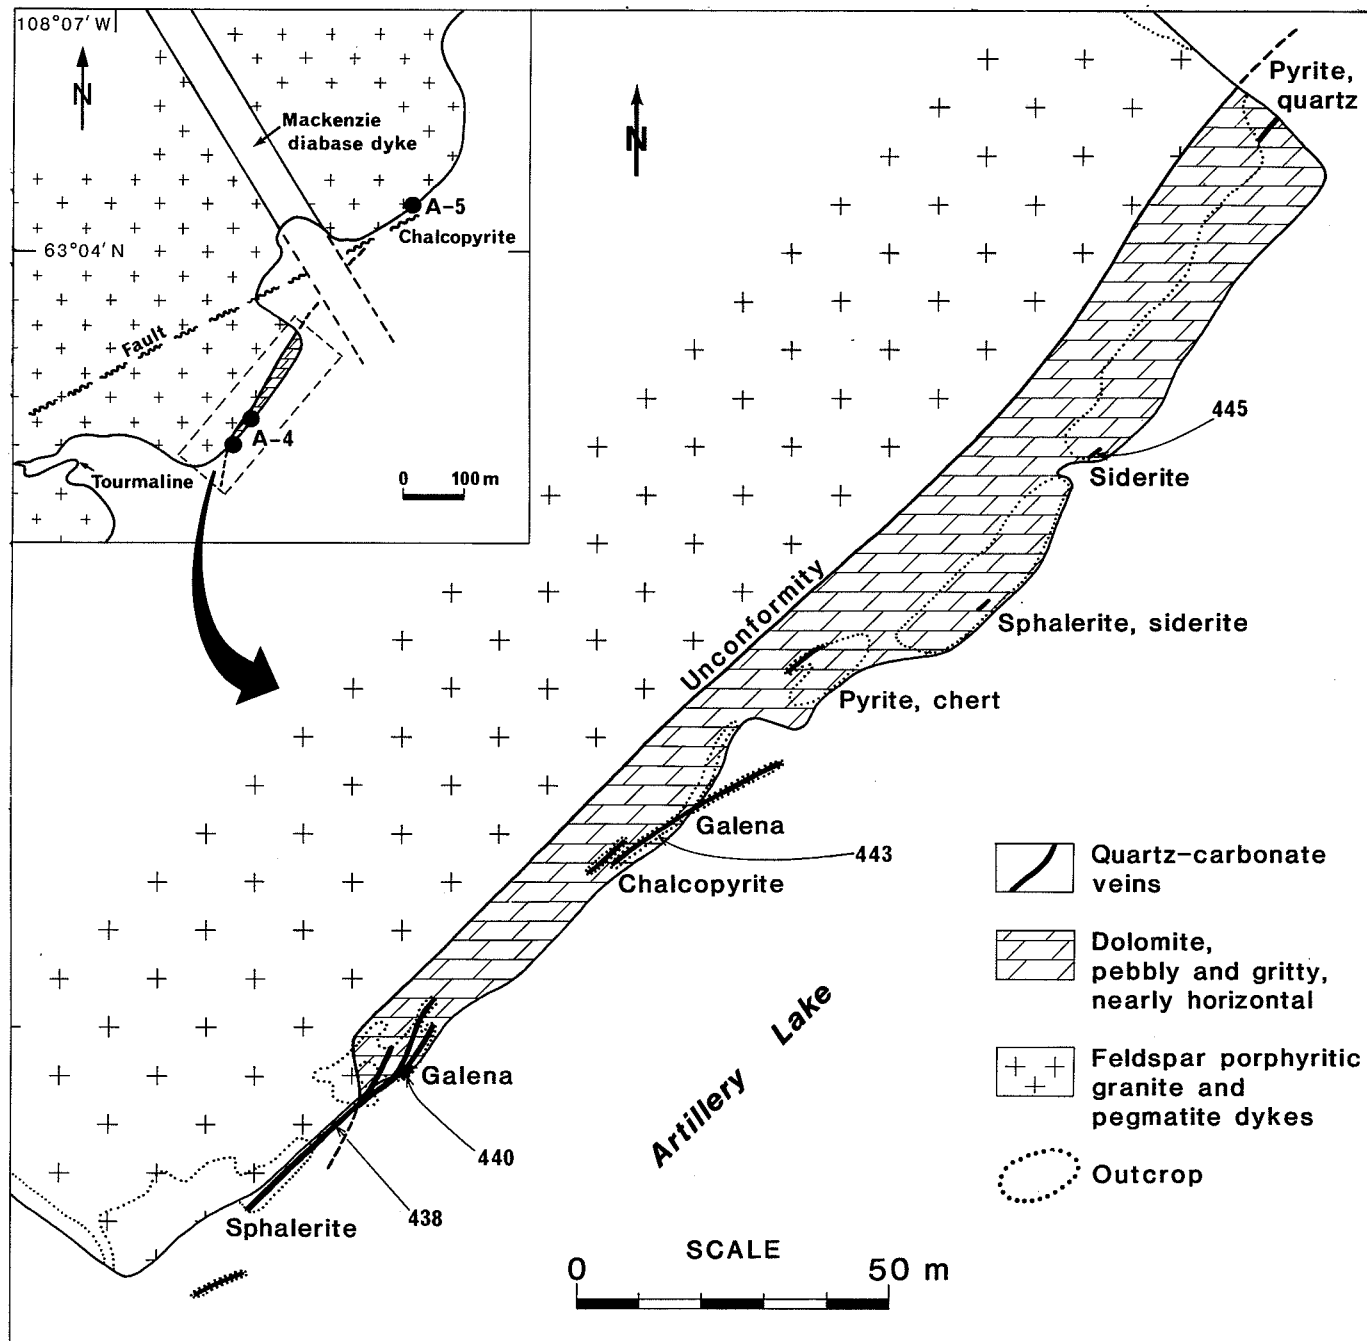 108°07′ W
N
Mackenzie
diabase dyke
A-5
Chalcopyrite
63°04′ N
Fault
A-4
Tourmaline
0 100 m
N
Pyrite,
quartz
445
Siderite
Unconformity
Sphalerite, siderite
Pyrite, chert
Galena
443
Chalcopyrite
Galena
440
438
Sphalerite
Artillery Lake
Quartz-carbonate
veins
Dolomite,
pebbly and gritty,
nearly horizontal
Feldspar porphyritic
granite and
pegmatite dykes
Outcrop
SCALE
0 50 m